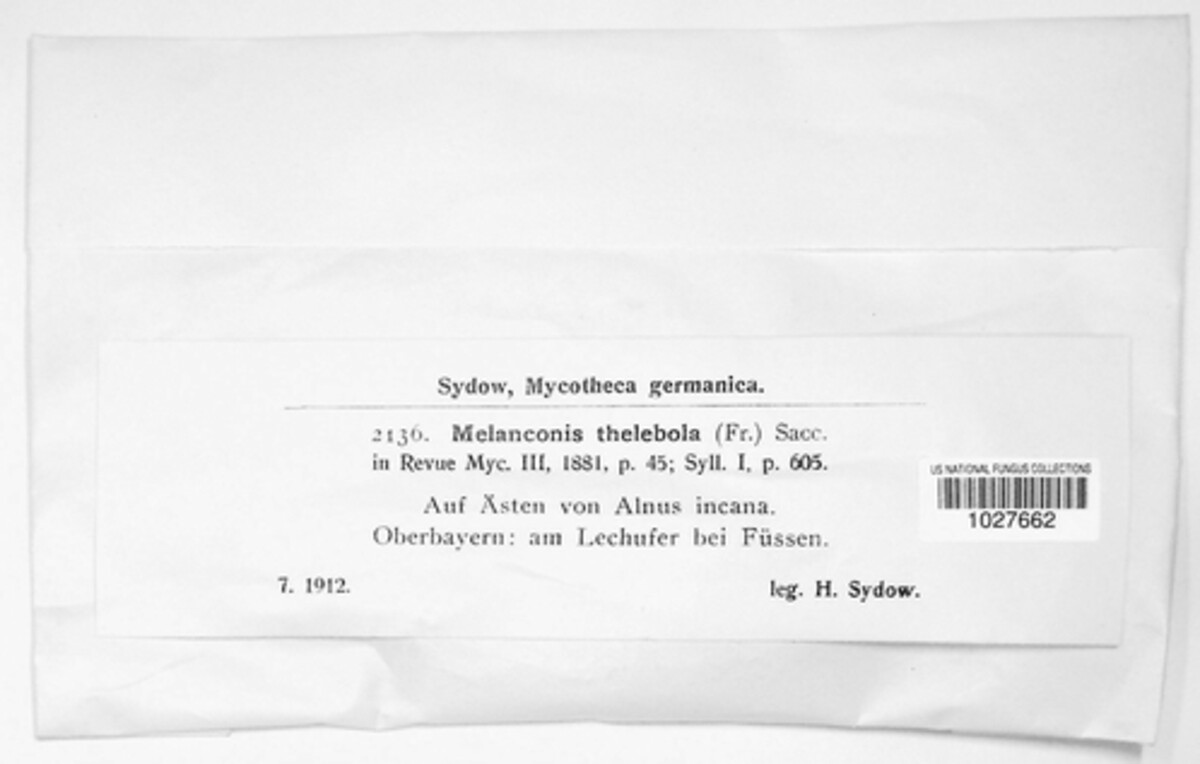 Sydow, Mycotheca germanica.
2136. Melanconis thelebola (Fr.) Sacc.
in Revue Myc. III, 1881, p. 45; Syll. I, p. 605.
Auf Ästen von Alnus incana.
Oberbayern: am Lechufer bei Füssen.
7. 1912.
leg. H. Sydow.
US NATIONAL FUNGUS COLLECTIONS
1027662